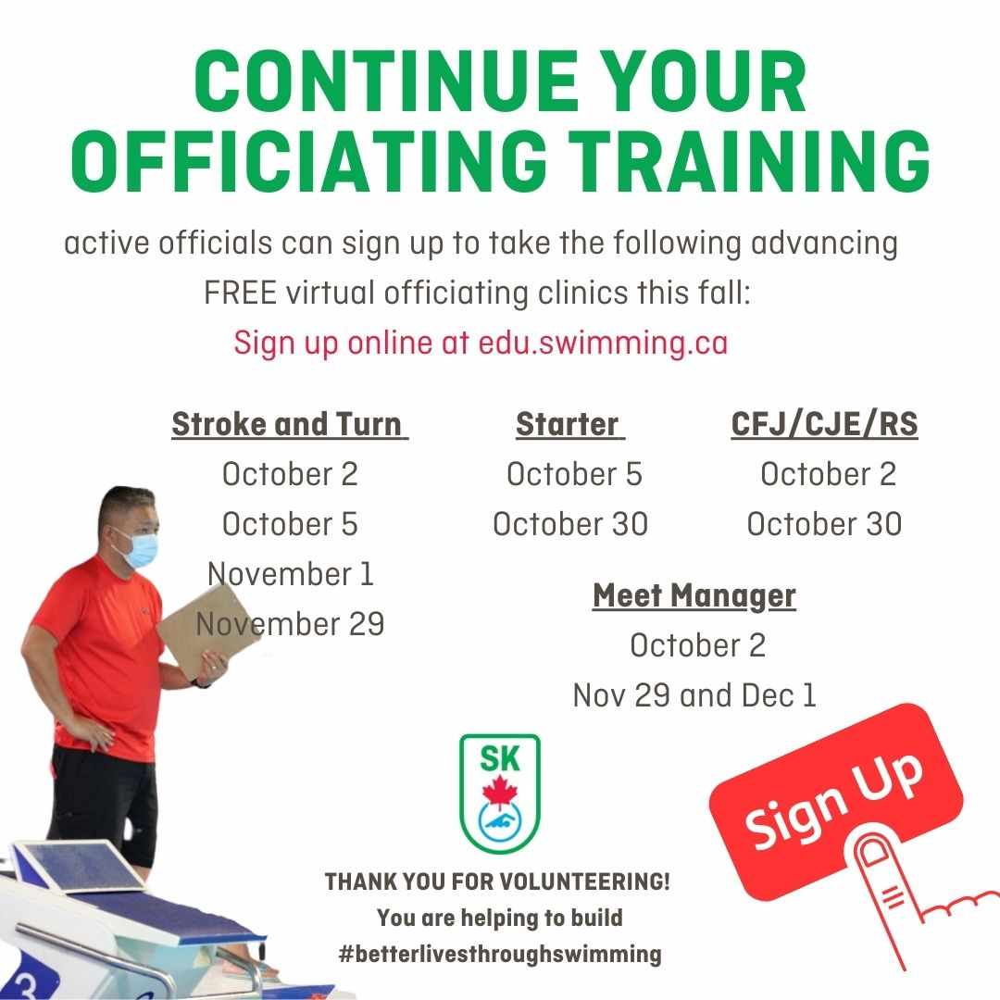 CONTINUE YOUR
OFFICIATING TRAINING
active officials can sign up to take the following advancing
FREE virtual officiating clinics this fall:
Sign up online at edu.swimming.ca
Stroke and Turn
October 2
October 5
November 1
November 29
Starter
October 5
October 30
CFJ/CJE/RS
October 2
October 30
Meet Manager
October 2
Nov 29 and Dec 1
SK
Sign Up
THANK YOU FOR VOLUNTEERING!
You are helping to build
#betterlivesthroughswimming
3